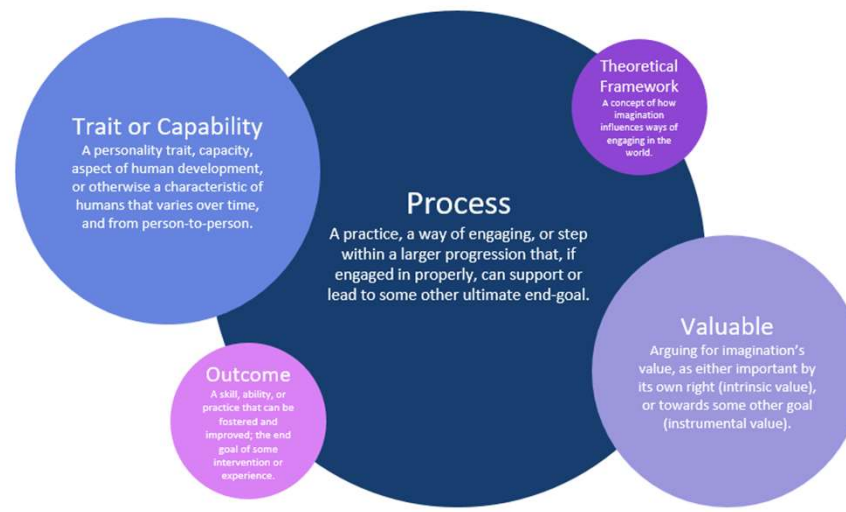 Trait or Capability
A personality trait, capacity,
aspect of human development,
or otherwise a characteristic of
humans that varies over time,
and from person-to-person.
Theoretical
Framework
A concept of how
imagination
influences ways of
engaging in the
world.
Process
A practice, a way of engaging, or step
within a larger progression that, if
engaged in properly, can support or
lead to some other ultimate end-goal.
Outcome
A skill, ability, or
practice that can be
fostered and
improved; the end
goal of some
intervention or
experience.
Valuable
Arguing for imagination’s
value, as either important by
its own right (intrinsic value),
or towards some other goal
(instrumental value).